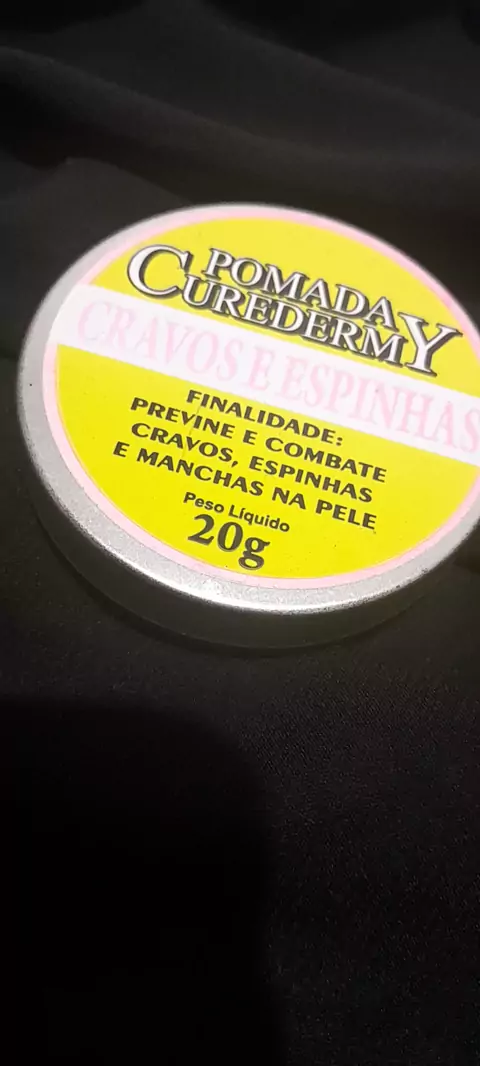 POMADA
CUREDERMY
CRAVOS E ESPINHAS
FINALIDADE:
PREVINE E COMBATE
CRAVOS, ESPINHAS
E MANCHAS NA PELE
Peso Líquido
20g